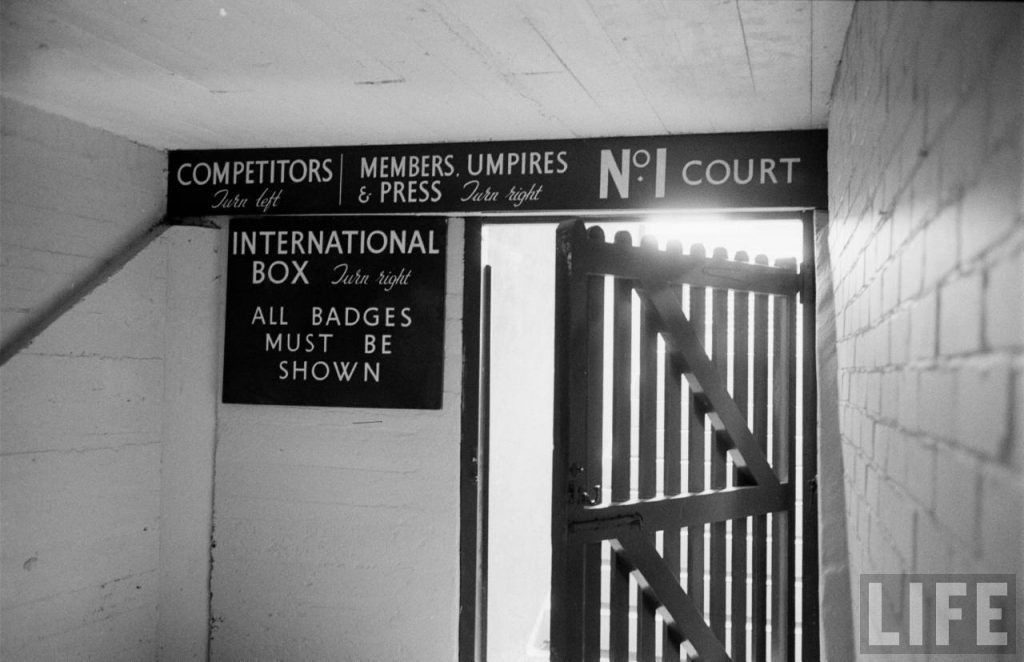 COMPETITORS
Turn left
MEMBERS, UMPIRES
& PRESS Turn right
No 1 COURT
INTERNATIONAL
BOX Turn right
ALL BADGES
MUST BE
SHOWN
LIFE